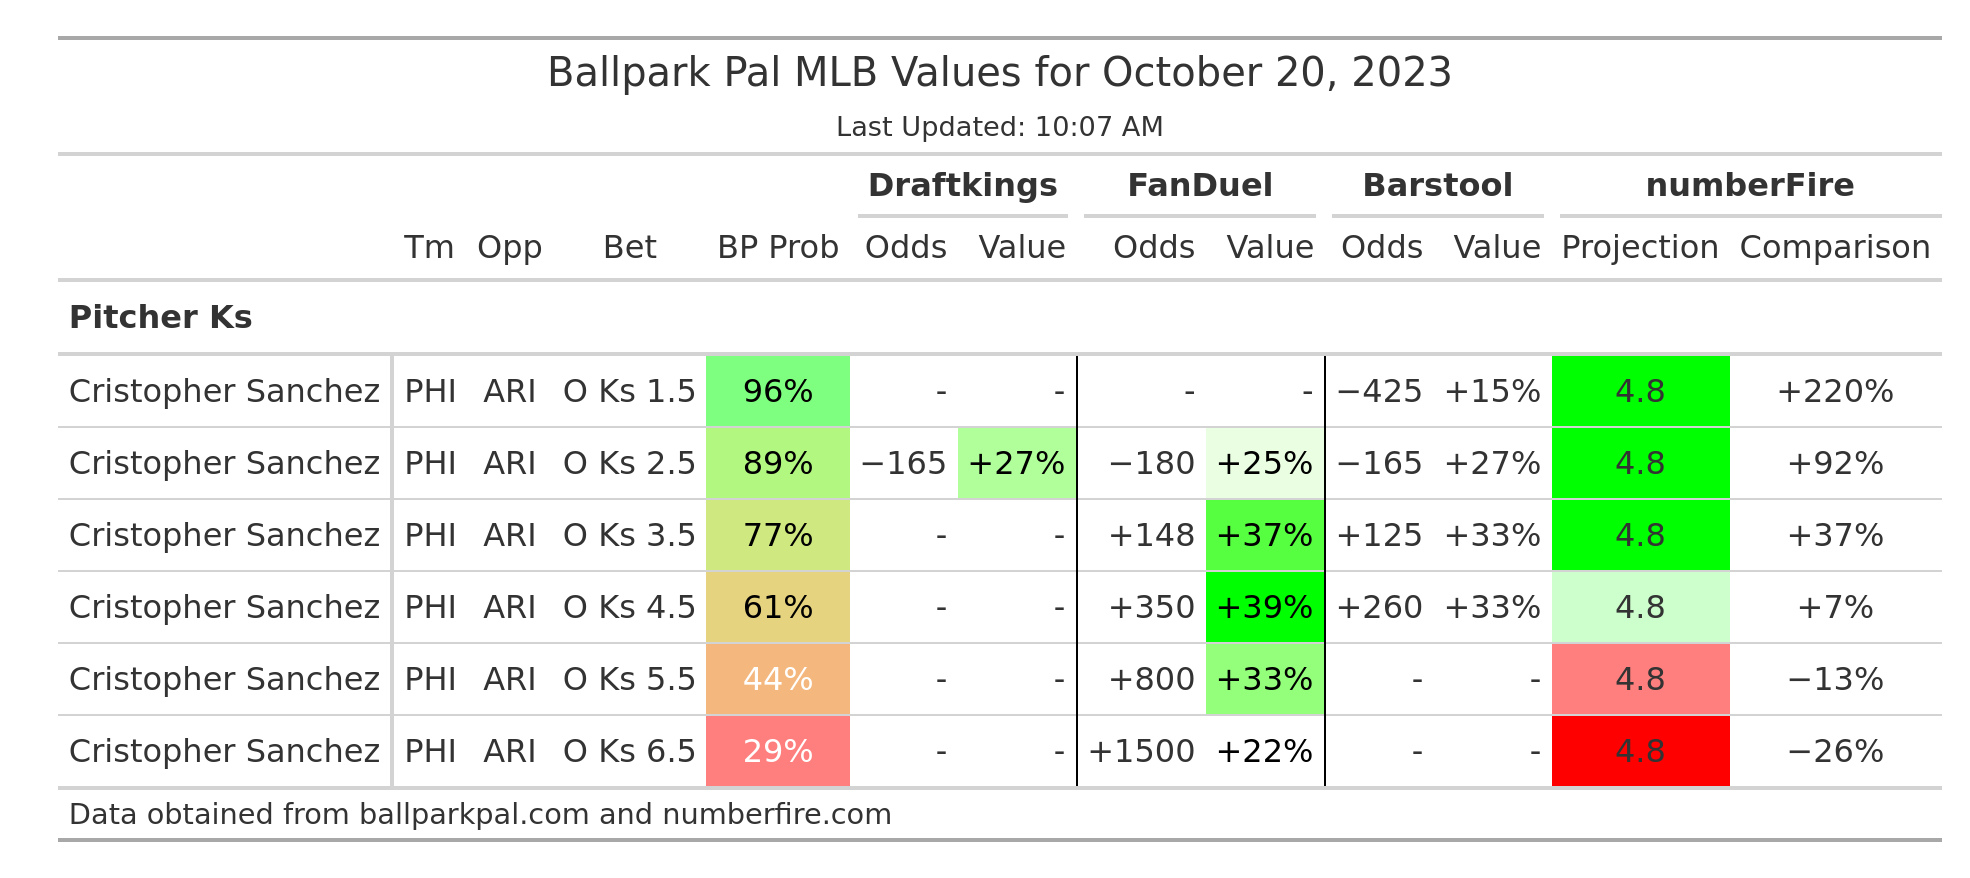 Ballpark Pal MLB Values for October 20, 2023
Last Updated: 10:07 AM
Draftkings FanDuel Barstool numberFire
Tm Opp Bet BP Prob Odds Value Odds Value Odds Value Projection Comparison
Pitcher Ks
Cristopher Sanchez PHI ARI O Ks 1.5 96% - - - - −425 +15% 4.8 +220%
Cristopher Sanchez PHI ARI O Ks 2.5 89% −165 +27% −180 +25% −165 +27% 4.8 +92%
Cristopher Sanchez PHI ARI O Ks 3.5 77% - - +148 +37% +125 +33% 4.8 +37%
Cristopher Sanchez PHI ARI O Ks 4.5 61% - - +350 +39% +260 +33% 4.8 +7%
Cristopher Sanchez PHI ARI O Ks 5.5 44% - - +800 +33% - - 4.8 −13%
Cristopher Sanchez PHI ARI O Ks 6.5 29% - - +1500 +22% - - 4.8 −26%
Data obtained from ballparkpal.com and numberfire.com